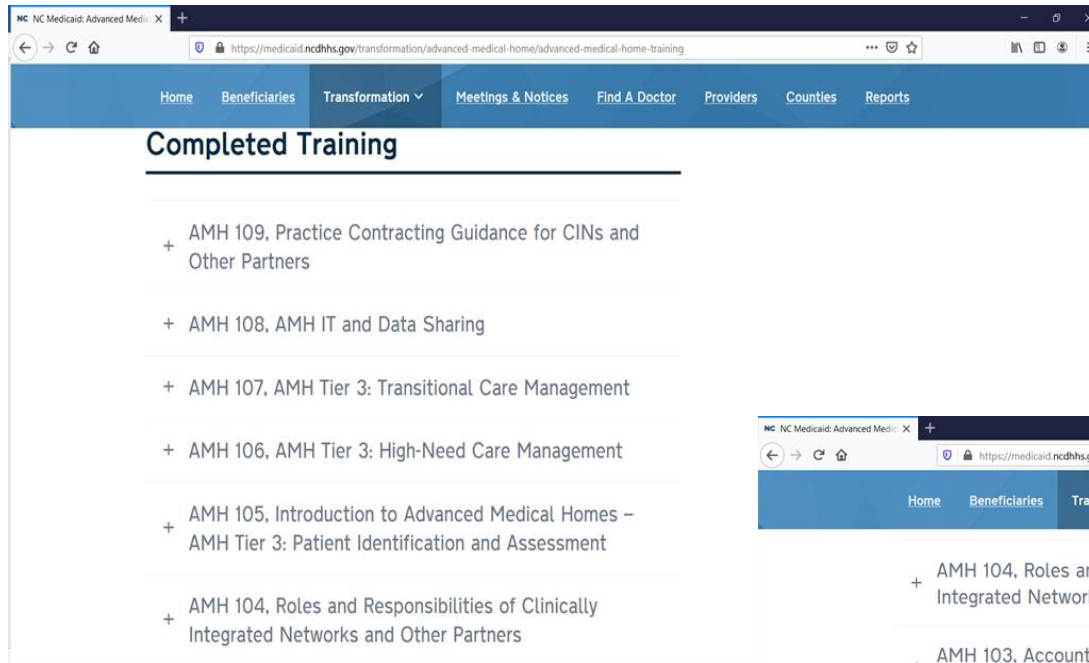 NC NC Medicaid: Advanced Medic
https://medicaid.ncdhhs.gov/transformation/advanced-medical-home/advanced-medical-home-training
Home Beneficiaries Transformation Meetings & Notices Find A Doctor Providers Counties Reports
Completed Training
+ AMH 109, Practice Contracting Guidance for CINs and
Other Partners
+ AMH 108, AMH IT and Data Sharing
+ AMH 107, AMH Tier 3: Transitional Care Management
+ AMH 106, AMH Tier 3: High-Need Care Management
+ AMH 105, Introduction to Advanced Medical Homes –
AMH Tier 3: Patient Identification and Assessment
+ AMH 104, Roles and Responsibilities of Clinically
Integrated Networks and Other Partners
NC NC Medicaid: Advanced Medic
https://medicaid.ncdhhs.g
Home Beneficiaries Tra
+ AMH 104, Roles ar
Integrated Networ
AMH 103, Account